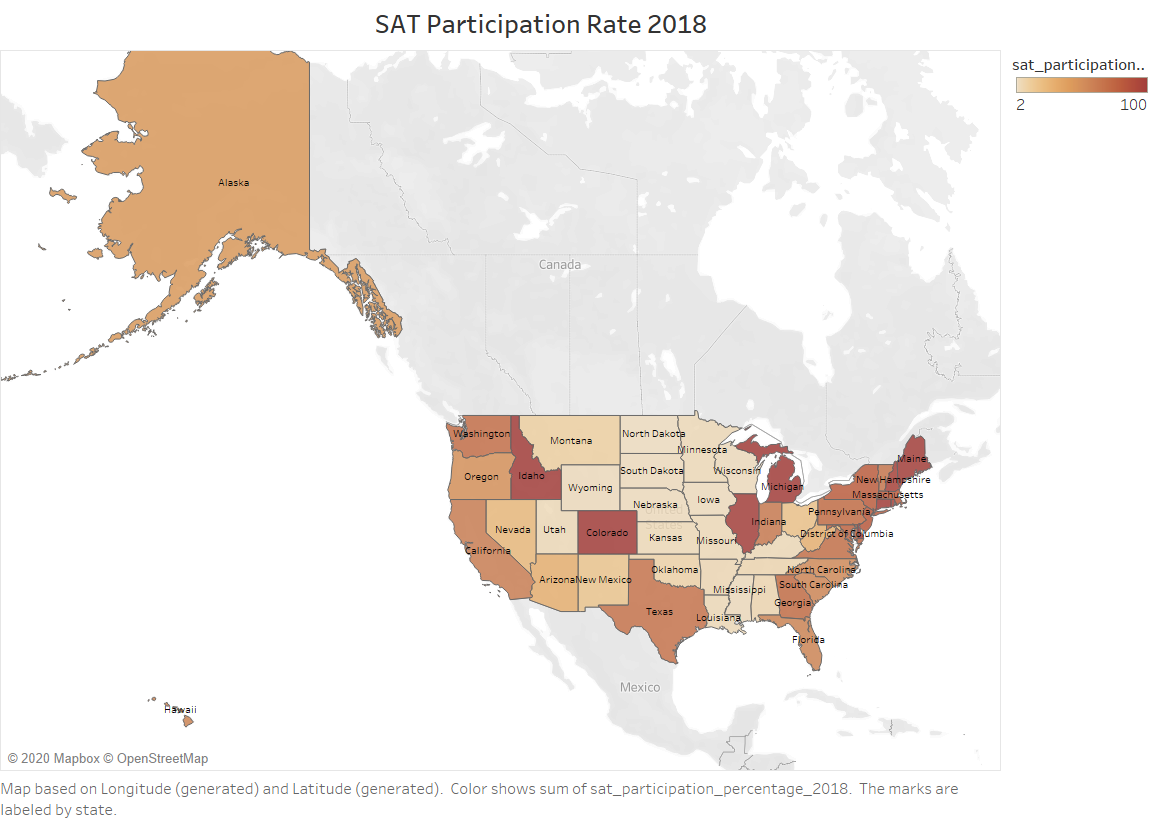 SAT Participation Rate 2018
sat_participation..
2 100
Alaska
Canada
Washington
Montana
North Dakota
Minnesota
Maine
Oregon
Idaho
South Dakota
Wisconsin
Michigan
New Hampshire
Massachusetts
Wyoming
Nebraska
Iowa
Pennsylvania
Nevada
Utah
Colorado
United
States
Kansas
Missouri
Indiana
District of Columbia
California
Arizona
New Mexico
Oklahoma
North Carolina
Texas
Mississippi
South Carolina
Georgia
Louisiana
Florida
Mexico
Hawaii
© 2020 Mapbox © OpenStreetMap
Map based on Longitude (generated) and Latitude (generated). Color shows sum of sat_participation_percentage_2018. The marks are
labeled by state.